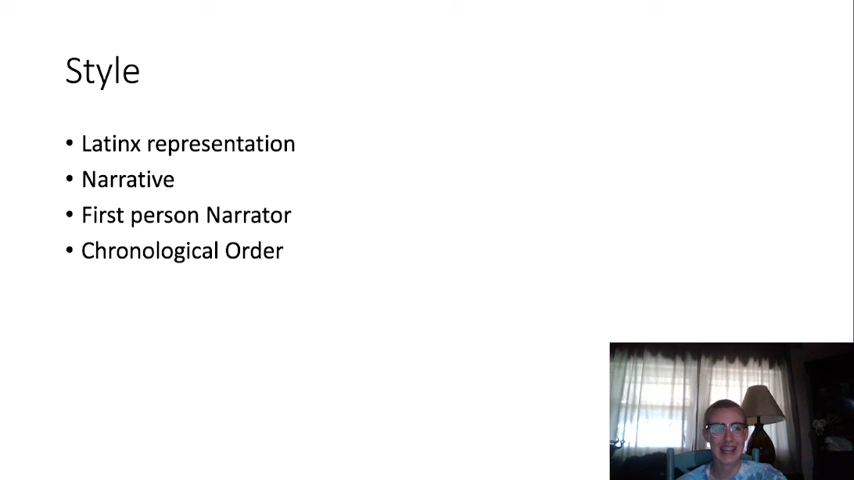 Style
• Latinx representation
• Narrative
• First person Narrator
• Chronological Order